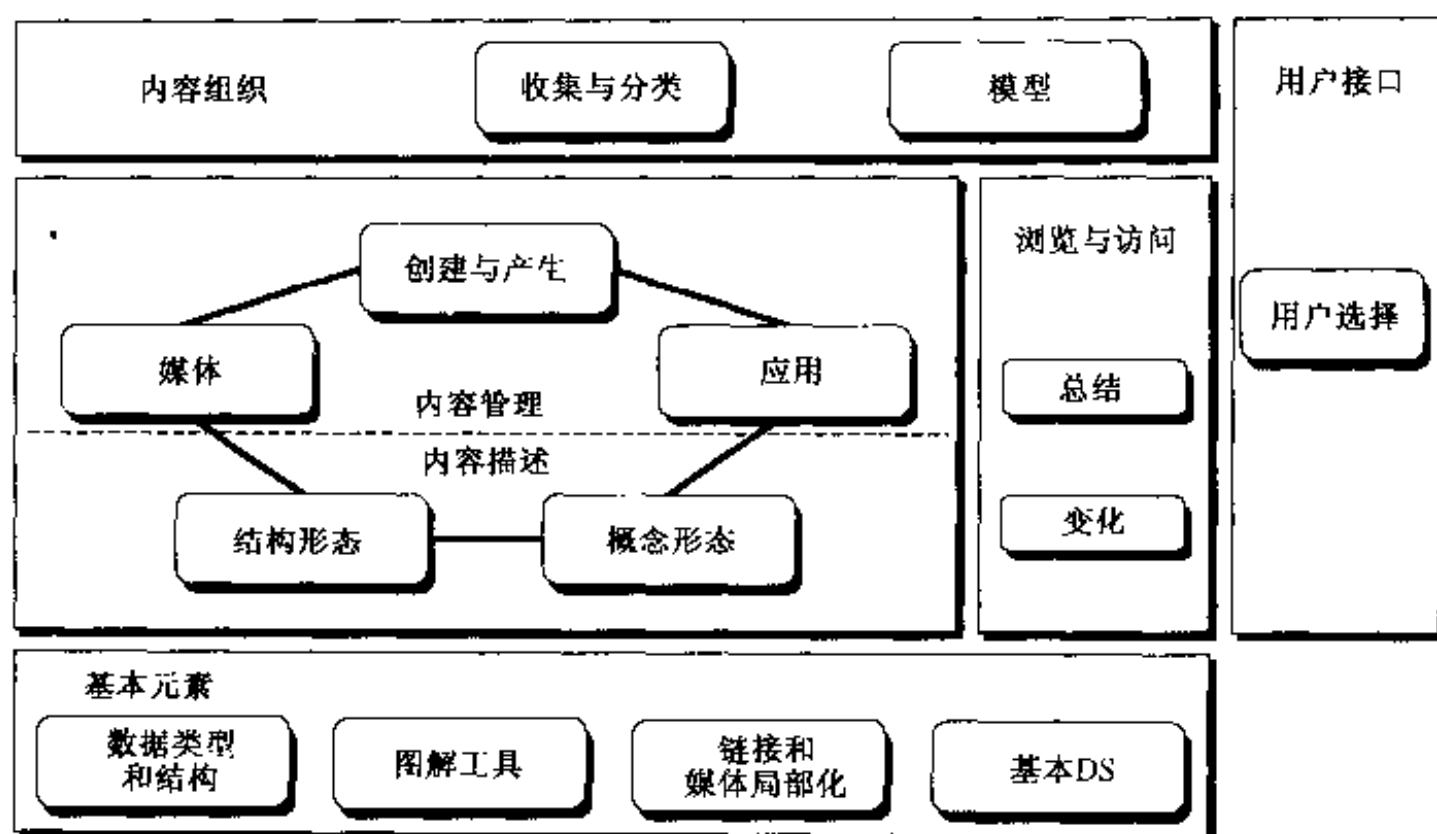 内容组织
收集与分类
模型
用户接口
创建与产生
媒体
应用
内容管理
内容描述
结构形态
概念形态
浏览与访问
总结
变化
用户选择
基本元素
数据类型
和结构
图解工具
链接和
媒体局部化
基本DS